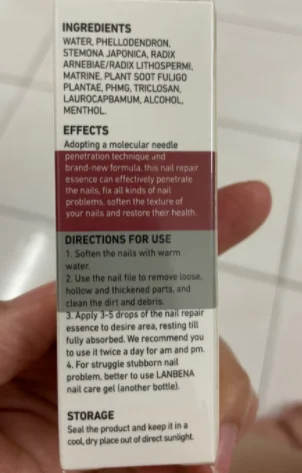 INGREDIENTS
WATER, PHELLODENDRON,
STEMONA JAPONICA, RADIX
ARNEBIAE/RADIX LITHOSPERMI,
MATRINE, PLANT SOOT FULIGO
PLANTAE, PHMG, TRICLOSAN,
LAUROCAPBAMUM, ALCOHOL,
MENTHOL.
EFFECTS
Adopting a molecular needle
penetration technique and
brand-new formula, this nail repair
essence can effectively penetrate
the nails, fix all kinds of nail
problems, soften the texture of
your nails and restore their health.
DIRECTIONS FOR USE
1. Soften the nails with warm
water.
2. Use the nail file to remove loose,
hollow and thickened parts, and
clean the dirt and debris.
3. Apply 3-5 drops of the nail repair
essence to desire area, resting till
fully absorbed. We recommend you
to use it twice a day for am and pm.
4. For struggle stubborn nail
problem, better to use LANBENA
nail care gel (another bottle).
STORAGE
Seal the product and keep it in a
cool, dry place out of direct sunlight.